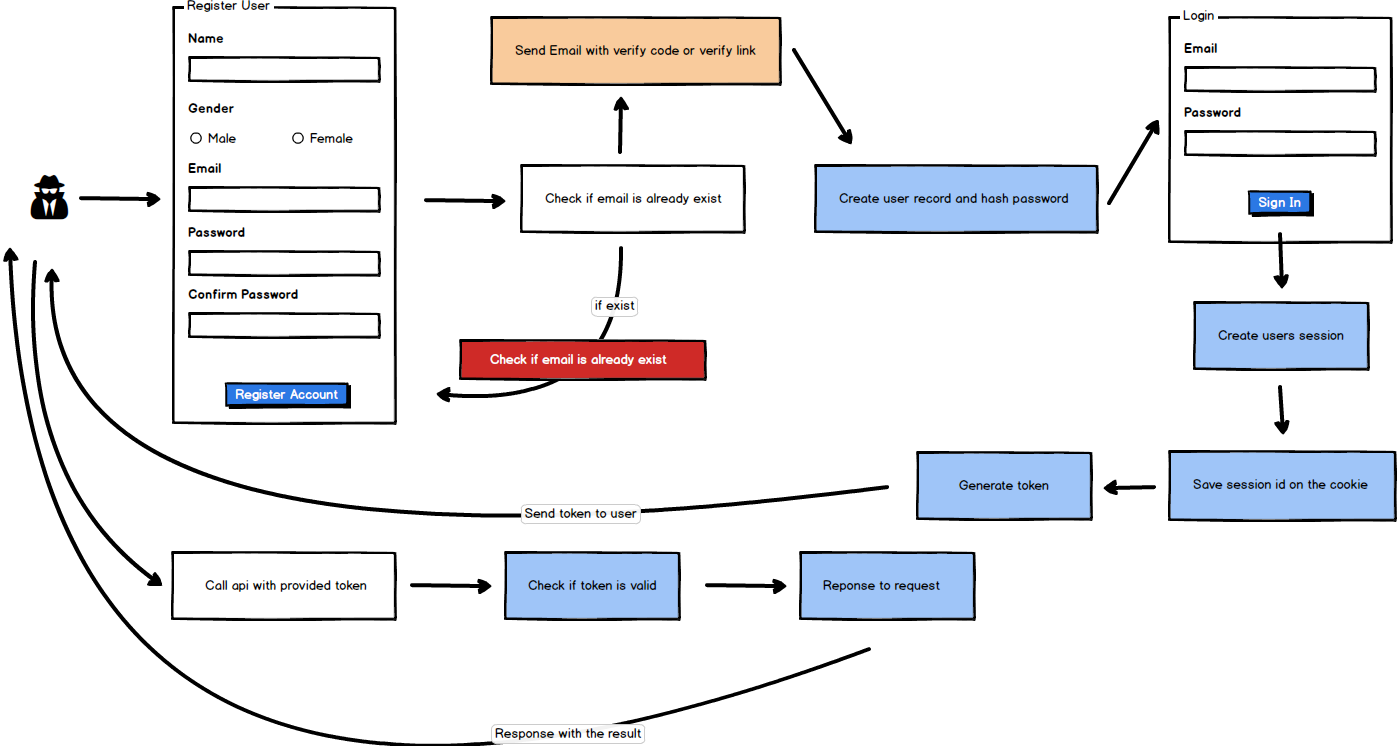 Register User
Name
Gender
Male
Female
Email
Password
Confirm Password
Register Account
Send Email with verify code or verify link
Check if email is already exist
if exist
Check if email is already exist
Create user record and hash password
Login
Email
Password
Sign In
Create users session
Save session id on the cookie
Generate token
Send token to user
Call api with provided token
Check if token is valid
Reponse to request
Response with the result